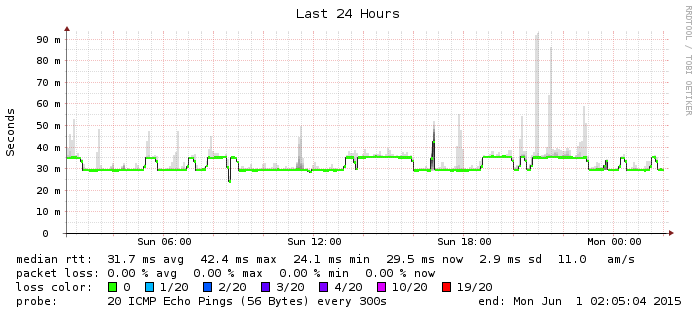 Last 24 Hours
RRDTOOL / TOBI OETIKER
Seconds
90 m
80 m
70 m
60 m
50 m
40 m
30 m
20 m
10 m
0
Sun 06:00 Sun 12:00 Sun 18:00 Mon 00:00
median rtt: 31.7 ms avg 42.4 ms max 24.1 ms min 29.5 ms now 2.9 ms sd 11.0 am/s
packet loss: 0.00 % avg 0.00 % max 0.00 % min 0.00 % now
loss color: 0 1/20 2/20 3/20 4/20 10/20 19/20
probe: 20 ICMP Echo Pings (56 Bytes) every 300s end: Mon Jun 1 02:05:04 2015